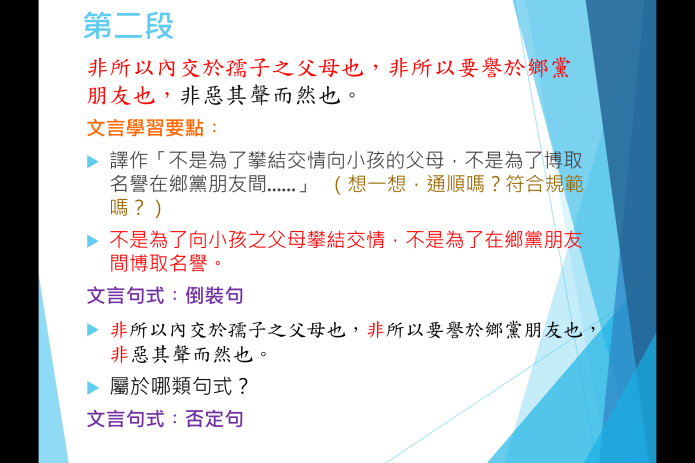 第二段
非所以內交於孺子之父母也，非所以要譽於鄉黨
朋友也，非惡其聲而然也。
文言學習要點：
譯作「不是為了攀結交情向小孩的父母，不是為了博取
名譽在鄉黨朋友間……」（想一想，通順嗎？符合規範
嗎？）
不是為了向小孩之父母攀結交情，不是為了在鄉黨朋友
間博取名譽。
文言句式：倒裝句
非所以內交於孺子之父母也，非所以要譽於鄉黨朋友也，
非惡其聲而然也。
屬於哪類句式？
文言句式：否定句